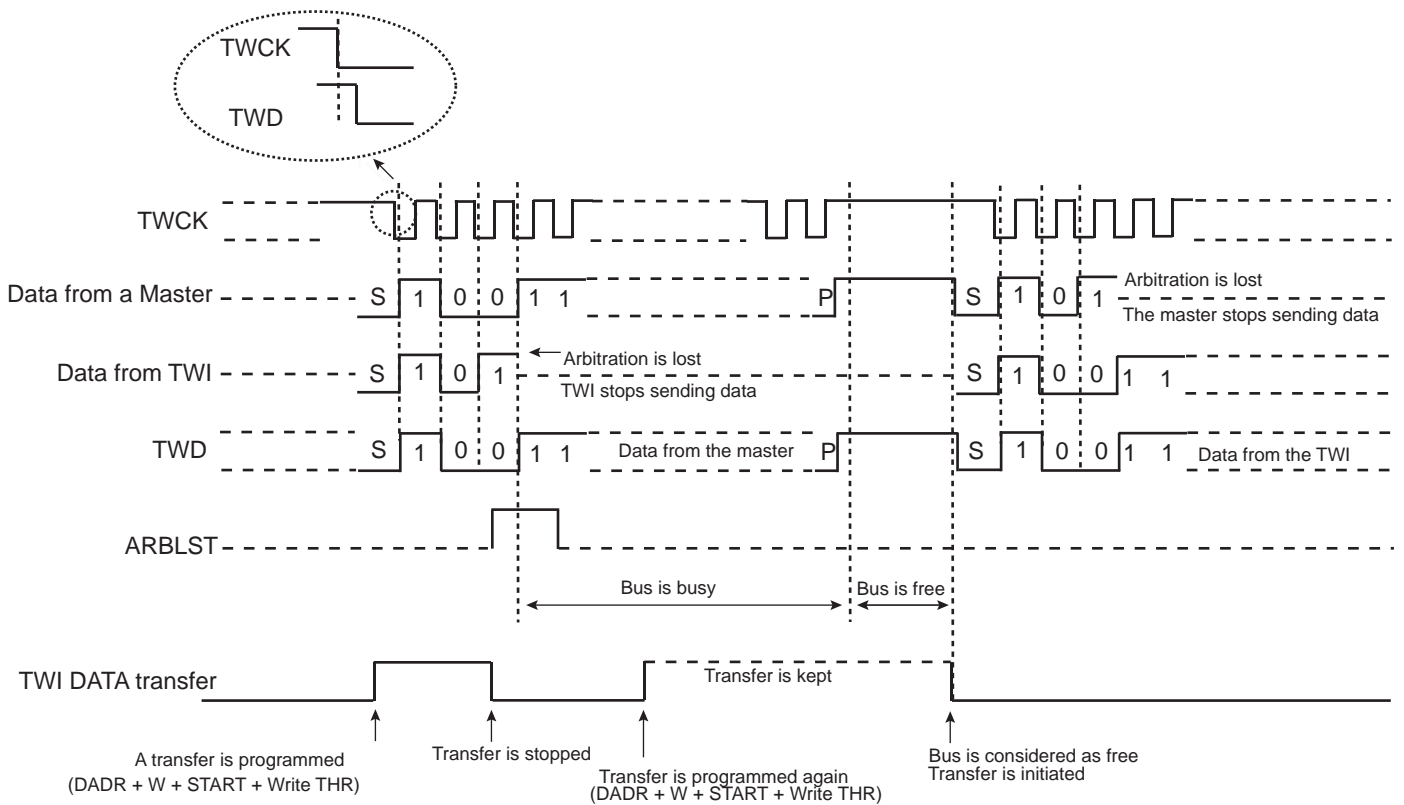 TWCK
TWD
TWCK
Data from a Master S 1 0 0 1 1 P S 1 0 1 Arbitration is lost
The master stops sending data
Data from TWI S 1 0 1 Arbitration is lost S 1 0 0 1 1
TWI stops sending data
TWD S 1 0 0 1 1 Data from the master P S 1 0 0 1 1 Data from the TWI
ARBLST
Bus is busy Bus is free
TWI DATA transfer Transfer is kept
A transfer is programmed
(DADR + W + START + Write THR)
Transfer is stopped
Transfer is programmed again
(DADR + W + START + Write THR)
Bus is considered as free
Transfer is initiated